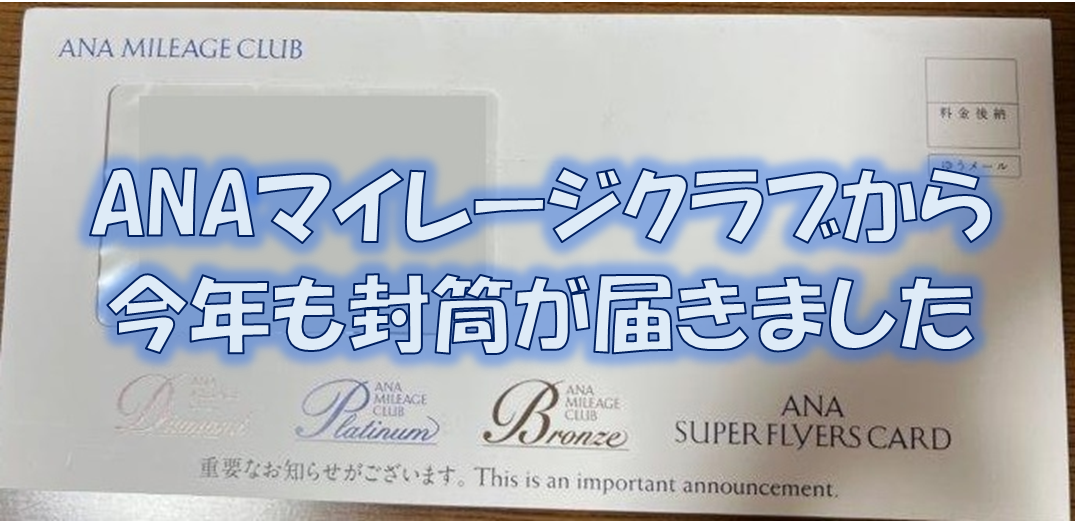 ANA MILEAGE CLUB
料金後納
ゆうメール
ANAマイレージクラブから
今年も封筒が届きました
ANA
Diamond
ANA
MILEAGE
CLUB
Platinum
ANA
MILEAGE
CLUB
Bronze
ANA
SUPER FLYERS CARD
重要なお知らせがございます。This is an important announcement.